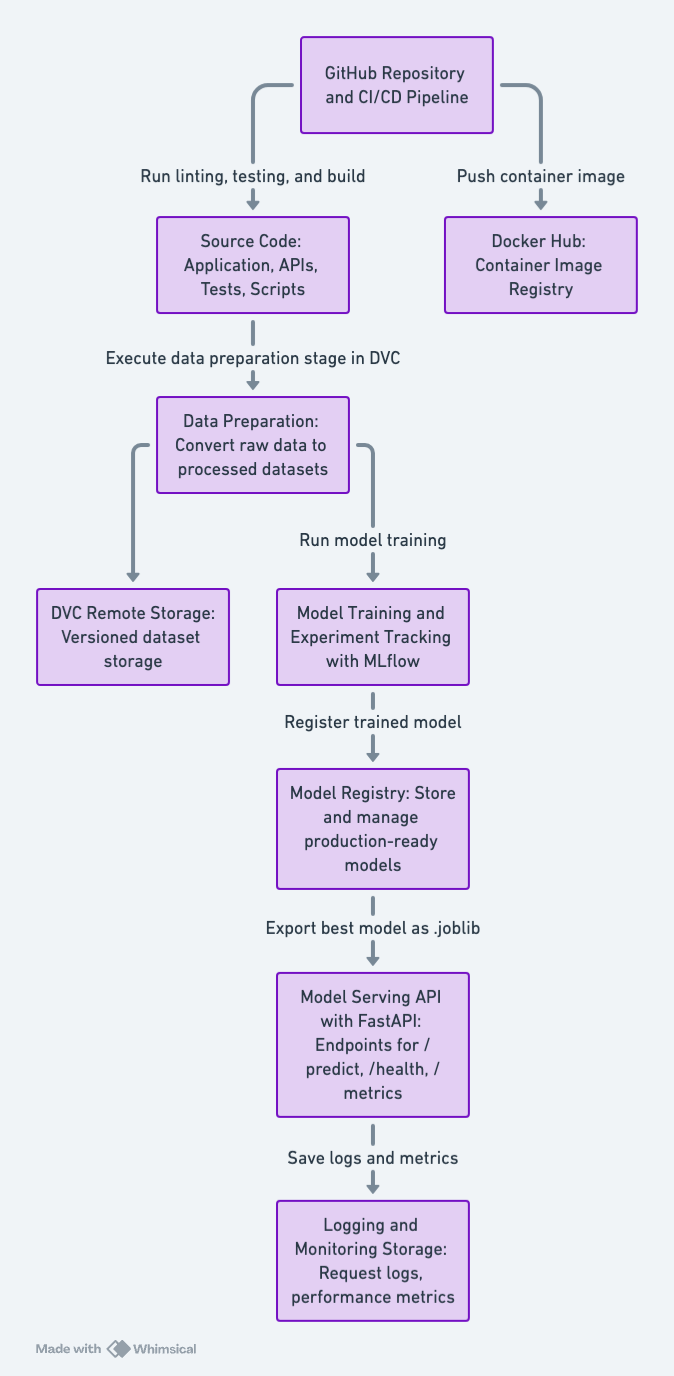 GitHub Repository
and CI/CD Pipeline
Run linting, testing, and build
Push container image
Source Code:
Application, APIs,
Tests, Scripts
Docker Hub:
Container Image
Registry
Execute data preparation stage in DVC
Data Preparation:
Convert raw data to
processed datasets
Run model training
DVC Remote Storage:
Versioned dataset
storage
Model Training and
Experiment Tracking
with MLflow
Register trained model
Model Registry: Store
and manage
production-ready
models
Export best model as .joblib
Model Serving API
with FastAPI:
Endpoints for /
predict, /health, /
metrics
Save logs and metrics
Logging and
Monitoring Storage:
Request logs,
performance metrics
Made with Whimsical